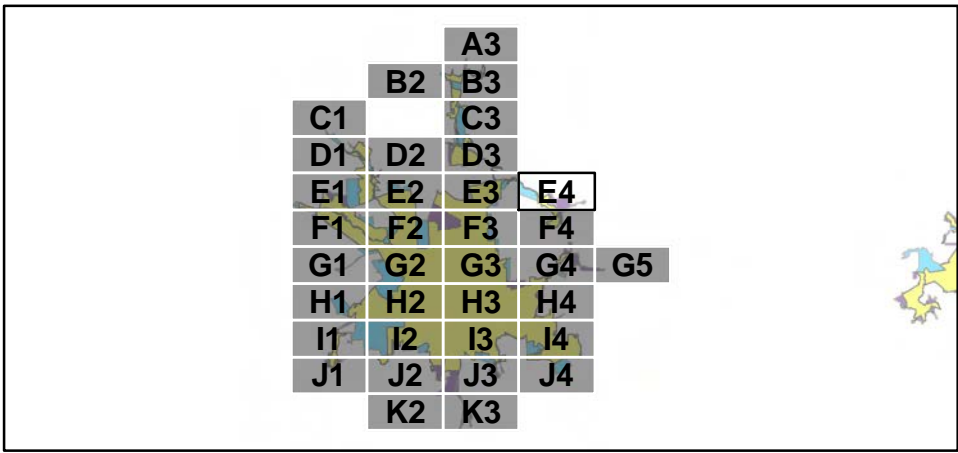 A3
B2 B3
C1 C3
D1 D2 D3
E1 E2 E3 E4
F1 F2 F3 F4
G1 G2 G3 G4 G5
H1 H2 H3 H4
I1 I2 I3 I4
J1 J2 J3 J4
K2 K3